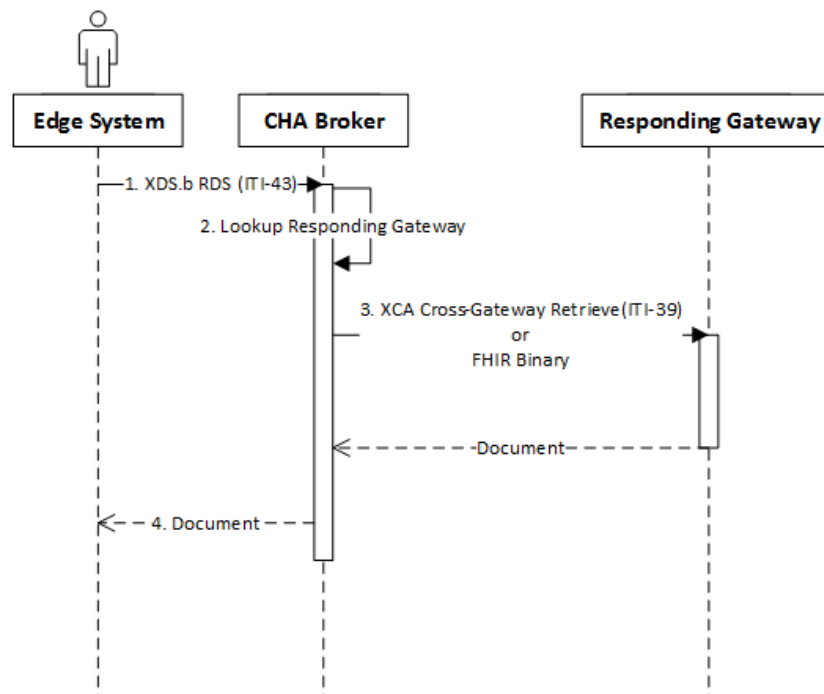 Edge System
CHA Broker
Responding Gateway
1. XDS.b RDS (ITI-43)
2. Lookup Responding Gateway
3. XCA Cross-Gateway Retrieve(ITI-39)
or
FHIR Binary
Document
4. Document